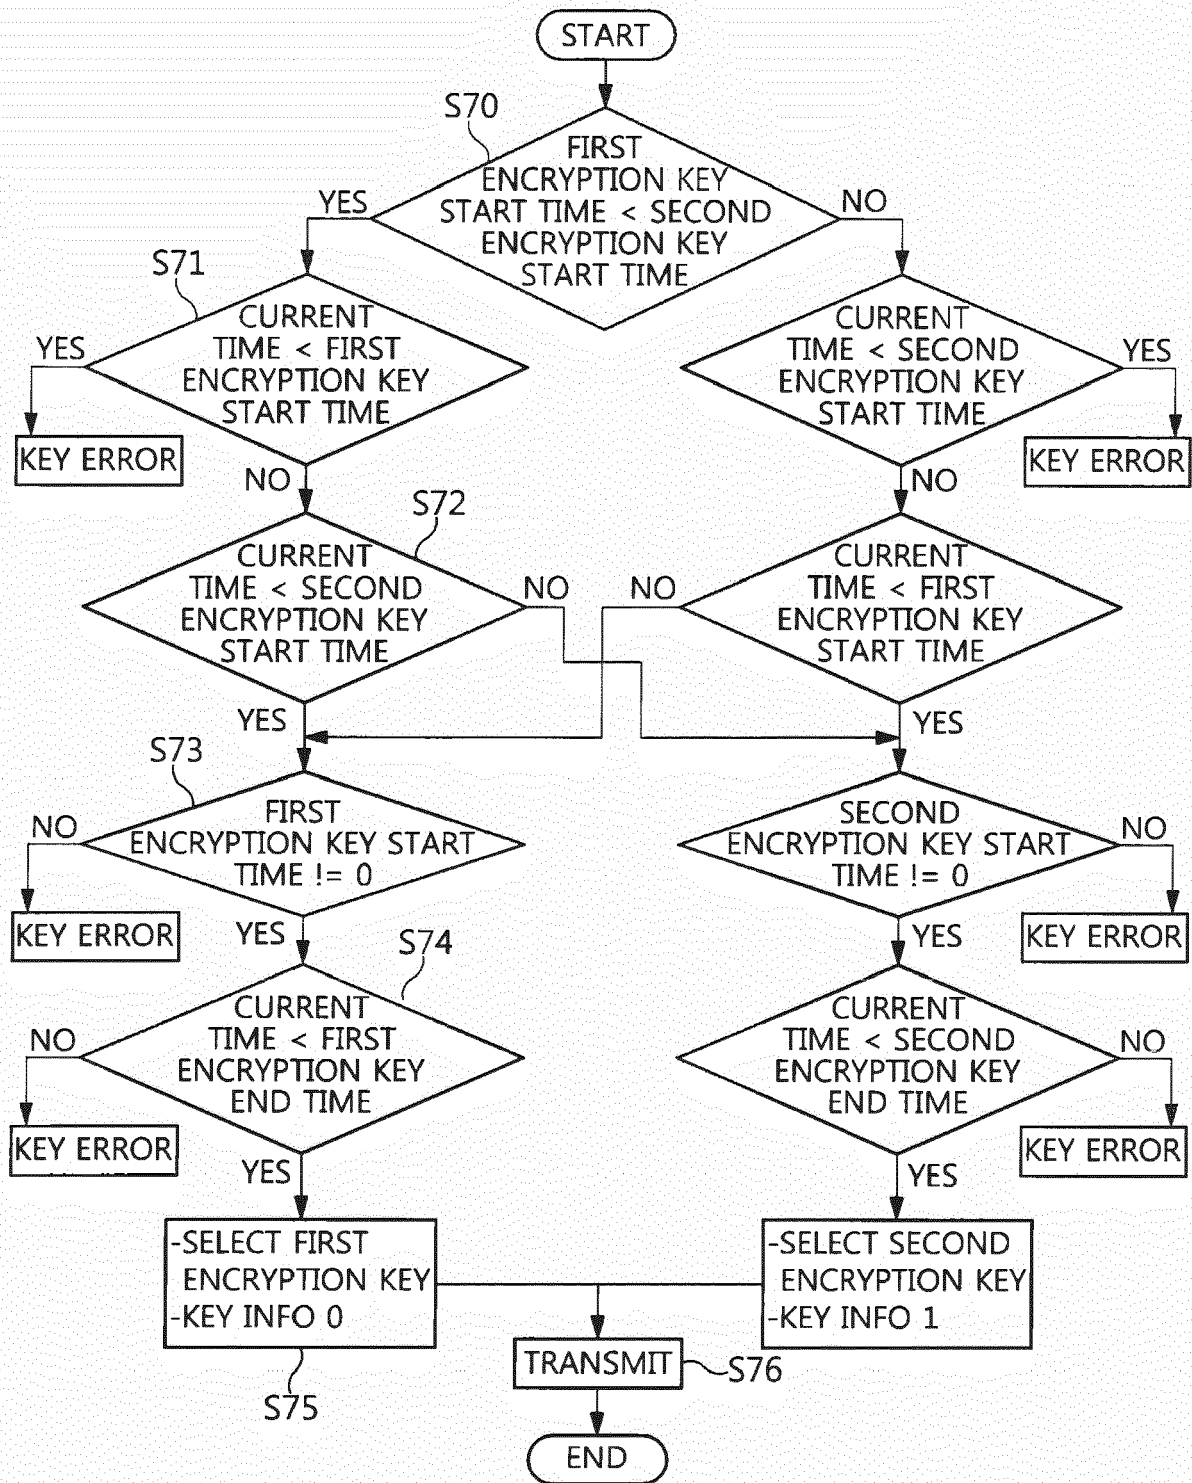 START
S70
FIRST
ENCRYPTION KEY
START TIME < SECOND
ENCRYPTION KEY
START TIME
YES
NO
S71
CURRENT
TIME < FIRST
ENCRYPTION KEY
START TIME
YES
KEY ERROR
NO
CURRENT
TIME < SECOND
ENCRYPTION KEY
START TIME
YES
KEY ERROR
NO
S72
CURRENT
TIME < SECOND
ENCRYPTION KEY
START TIME
NO
YES
CURRENT
TIME < FIRST
ENCRYPTION KEY
START TIME
NO
YES
S73
FIRST
ENCRYPTION KEY START
TIME != 0
NO
KEY ERROR
YES
SECOND
ENCRYPTION KEY START
TIME != 0
NO
KEY ERROR
YES
S74
CURRENT
TIME < FIRST
ENCRYPTION KEY
END TIME
NO
KEY ERROR
YES
CURRENT
TIME < SECOND
ENCRYPTION KEY
END TIME
NO
KEY ERROR
YES
-SELECT FIRST
ENCRYPTION KEY
-KEY INFO 0
S75
-SELECT SECOND
ENCRYPTION KEY
-KEY INFO 1
TRANSMIT
S76
END